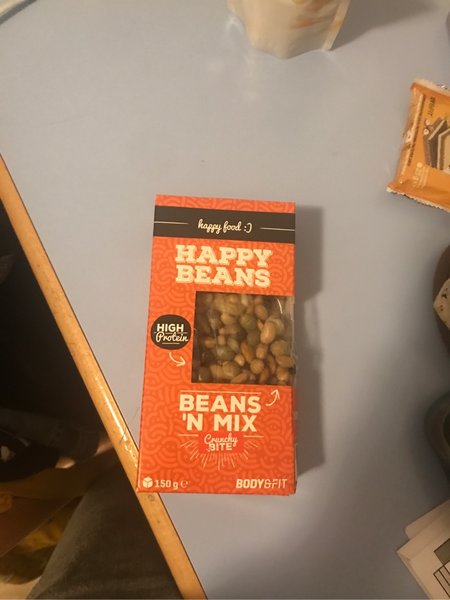 happy food :)
HAPPY
BEANS
HIGH
Protein
BEANS
'N MIX
Crunchy
BITE
150 g e
BODY&FIT